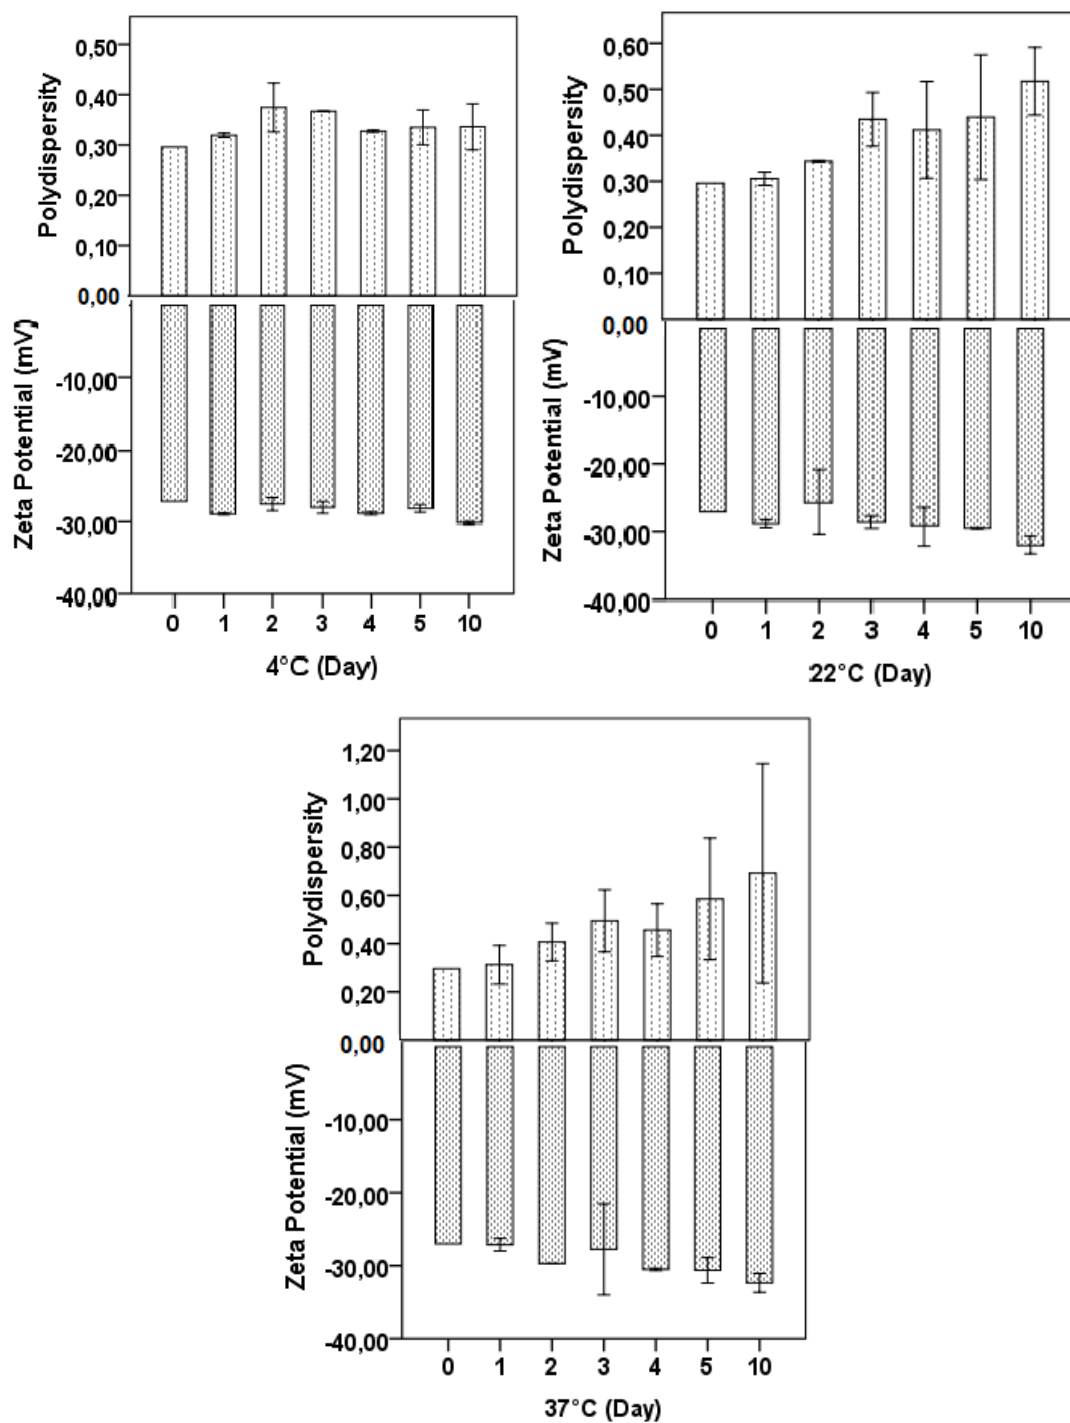 Polydispersity
0,50
0,40
0,30
0,20
0,10
0,00
Zeta Potential (mV)
-10,00
-20,00
-30,00
-40,00
0 1 2 3 4 5 10
4°C (Day)
Polydispersity
0,60
0,50
0,40
0,30
0,20
0,10
0,00
Zeta Potential (mV)
-10,00
-20,00
-30,00
-40,00
0 1 2 3 4 5 10
22°C (Day)
Polydispersity
1,20
1,00
0,80
0,60
0,40
0,20
0,00
Zeta Potential (mV)
-10,00
-20,00
-30,00
-40,00
0 1 2 3 4 5 10
37°C (Day)